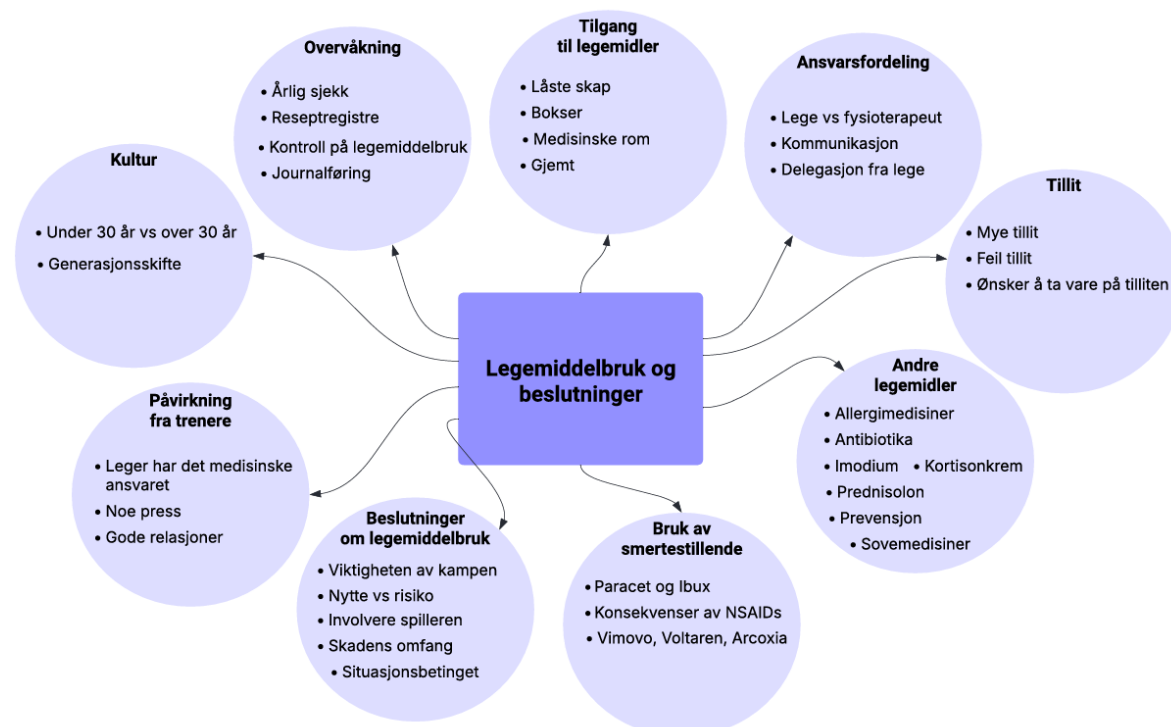 Legemiddelbruk og
beslutninger
Kultur
• Under 30 år vs over 30 år
• Generasjonsskifte
Overvåkning
• Årlig sjekk
• Reseptregistre
• Kontroll på legemiddelbruk
• Journalføring
Tilgang
til legemidler
• Låste skap
• Bokser
• Medisinske rom
• Gjemt
Ansvarsfordeling
• Lege vs fysioterapeut
• Kommunikasjon
• Delegasjon fra lege
Tillit
• Mye tillit
• Feil tillit
• Ønsker å ta vare på tilliten
Andre
legemidler
• Allergimedisiner
• Antibiotika
• Imodium • Kortisonkrem
• Prednisolon
• Prevensjon
• Sovemedisiner
Bruk av
smertestillende
• Paracet og Ibux
• Konsekvenser av NSAIDs
• Vimovo, Voltaren, Arcoxia
Beslutninger
om legemiddelbruk
• Viktigheten av kampen
• Nytte vs risiko
• Involvere spilleren
• Skadens omfang
• Situasjonsbetinget
Påvirkning
fra trenere
• Leger har det medisinske
ansvaret
• Noe press
• Gode relasjoner